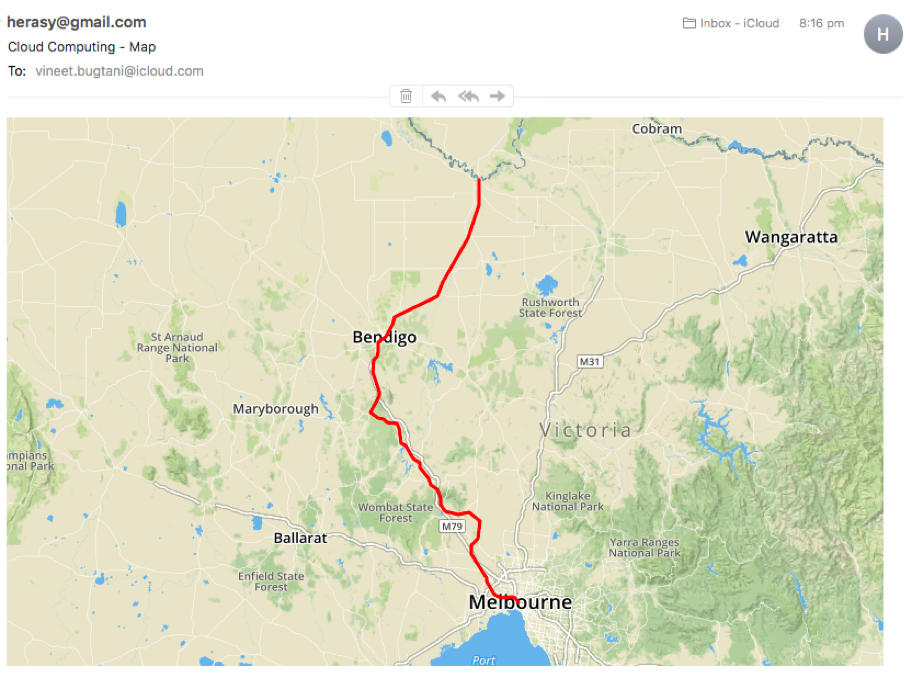 herasy@gmail.com
Inbox - iCloud
8:16 pm
H
Cloud Computing - Map
To: vineet.bugtani@icloud.com
Cobram
Wangaratta
Rushworth
State Forest
Bendigo
St Arnaud
Range National
Park
M31
Maryborough
Victoria
ampians
onal Park
Kinglake
National Park
Wombat State
Forest
M79
Ballarat
Yarra Ranges
National Park
Enfield State
Forest
Melbourne
Port